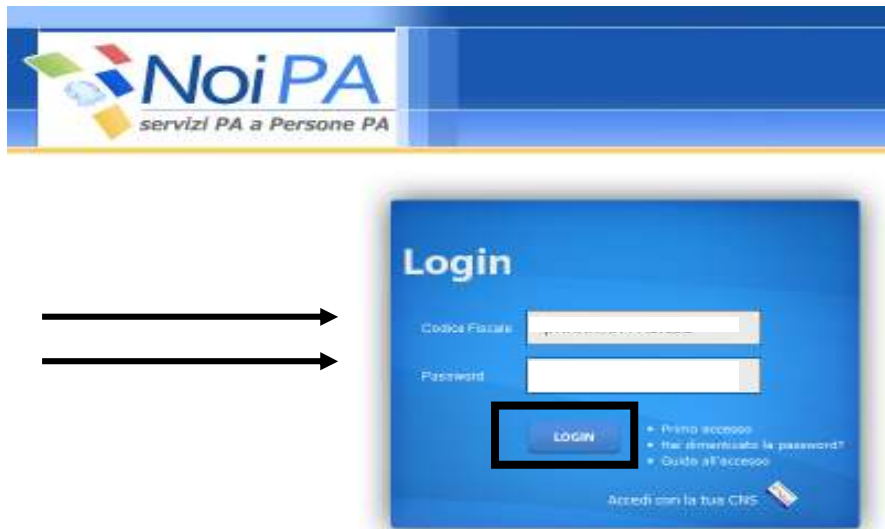 NoiPA
servizi PA a Persone PA
Login
Codice Fiscale
Password
LOGIN
• Primo accesso
• Hai dimenticato la password?
• Guida all'accesso
Accedi con la tua CNS